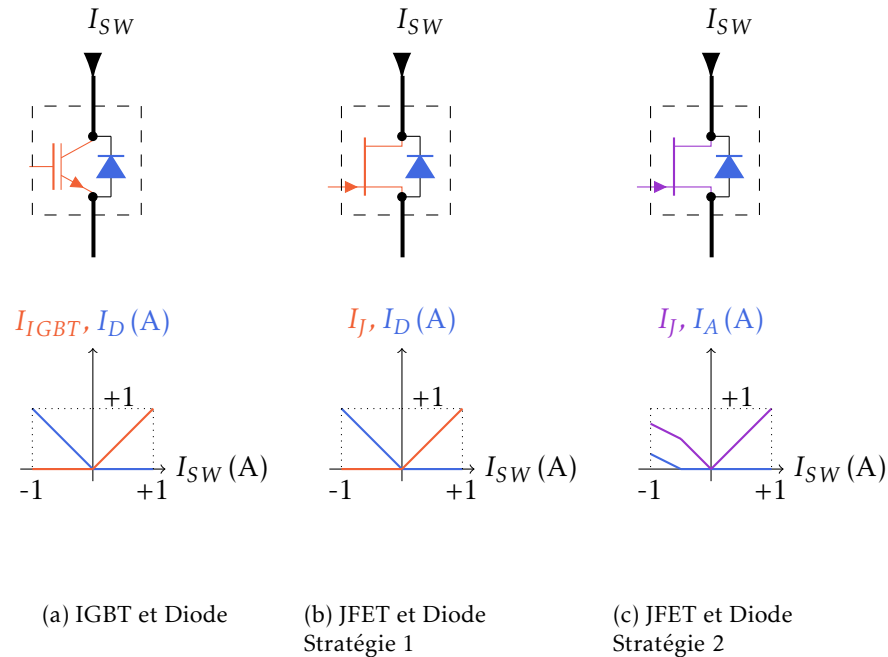 I_SW I_SW I_SW
I_IGBT, I_D (A) I_J, I_D (A) I_J, I_A (A)
+1 +1 +1
I_SW (A) I_SW (A) I_SW (A)
-1 +1 -1 +1 -1 +1
(a) IGBT et Diode (b) JFET et Diode (c) JFET et Diode
Stratégie 1 Stratégie 2